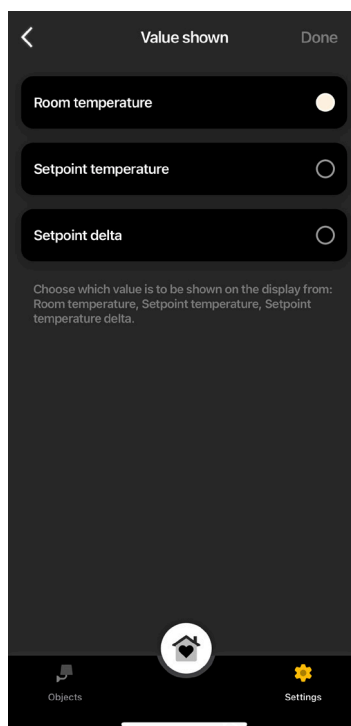 Value shown
Done
Room temperature
Setpoint temperature
Setpoint delta
Choose which value is to be shown on the display from:
Room temperature, Setpoint temperature, Setpoint
temperature delta.
Objects
Settings